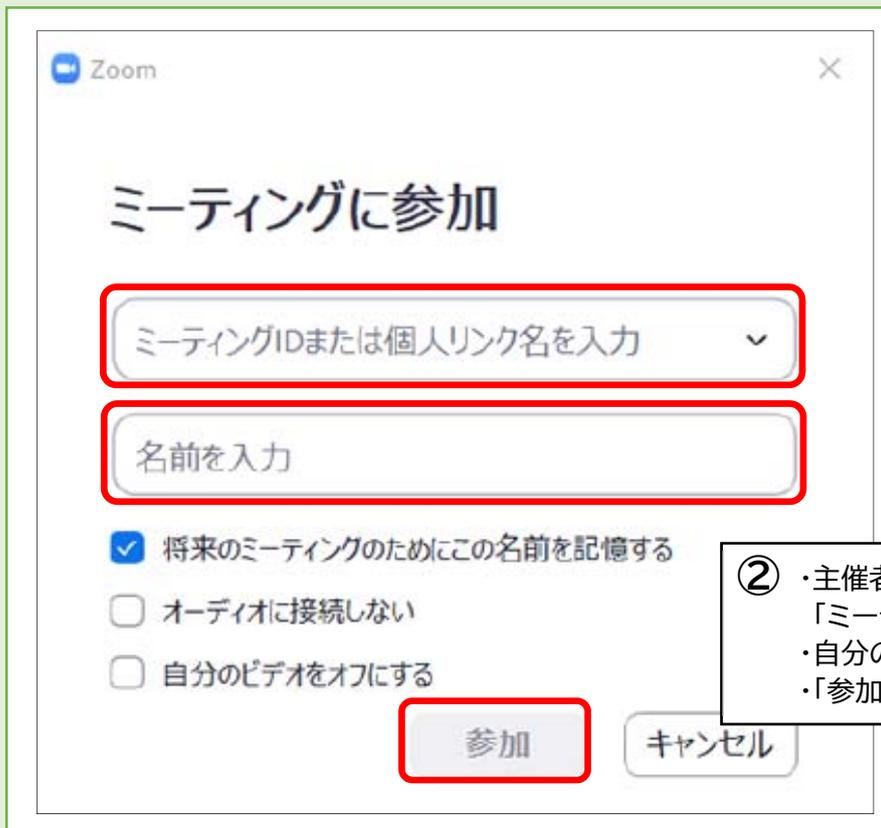 Zoom
ミーティングに参加
ミーティングIDまたは個人リンク名を入力
名前を入力
将来のミーティングのためにこの名前を記憶する
オーディオに接続しない
自分のビデオをオフにする
参加
キャンセル
② ・主催者
「ミー
・自分の
・「参加